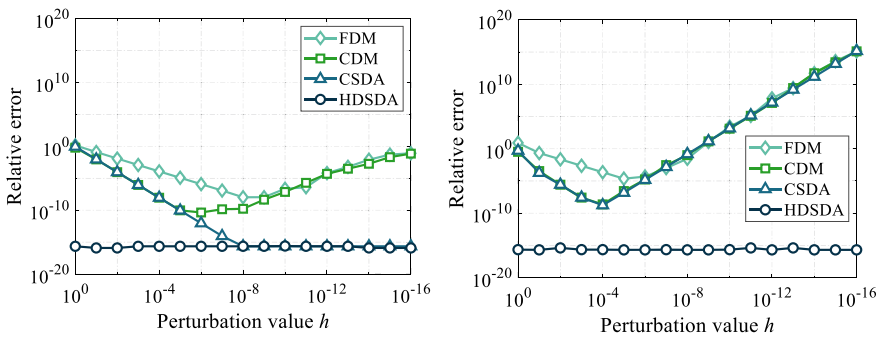 10^20
10^10
10^0
10^-10
10^-20
Relative error
FDM
CDM
CSDA
HDSDA
10^0
10^-4
10^-8
10^-12
10^-16
Perturbation value h
10^20
10^10
10^0
10^-10
10^-20
Relative error
FDM
CDM
CSDA
HDSDA
10^0
10^-4
10^-8
10^-12
10^-16
Perturbation value h